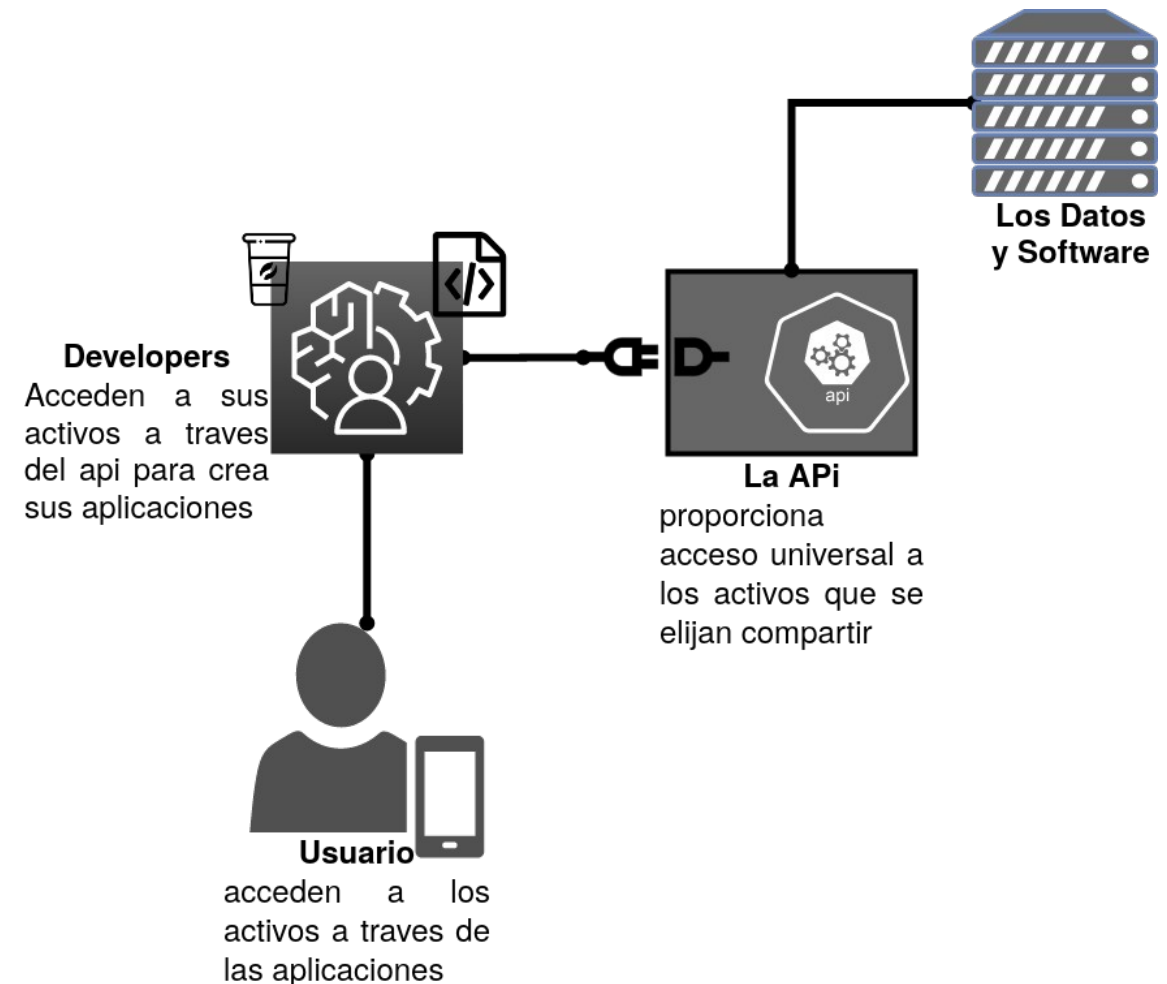 Los Datos
y Software
</>
Developers
Acceden a sus
activos a traves
del api para crea
sus aplicaciones
api
La APi
proporciona
acceso universal a
los activos que se
elijan compartir
Usuario
acceden a los
activos a traves de
las aplicaciones